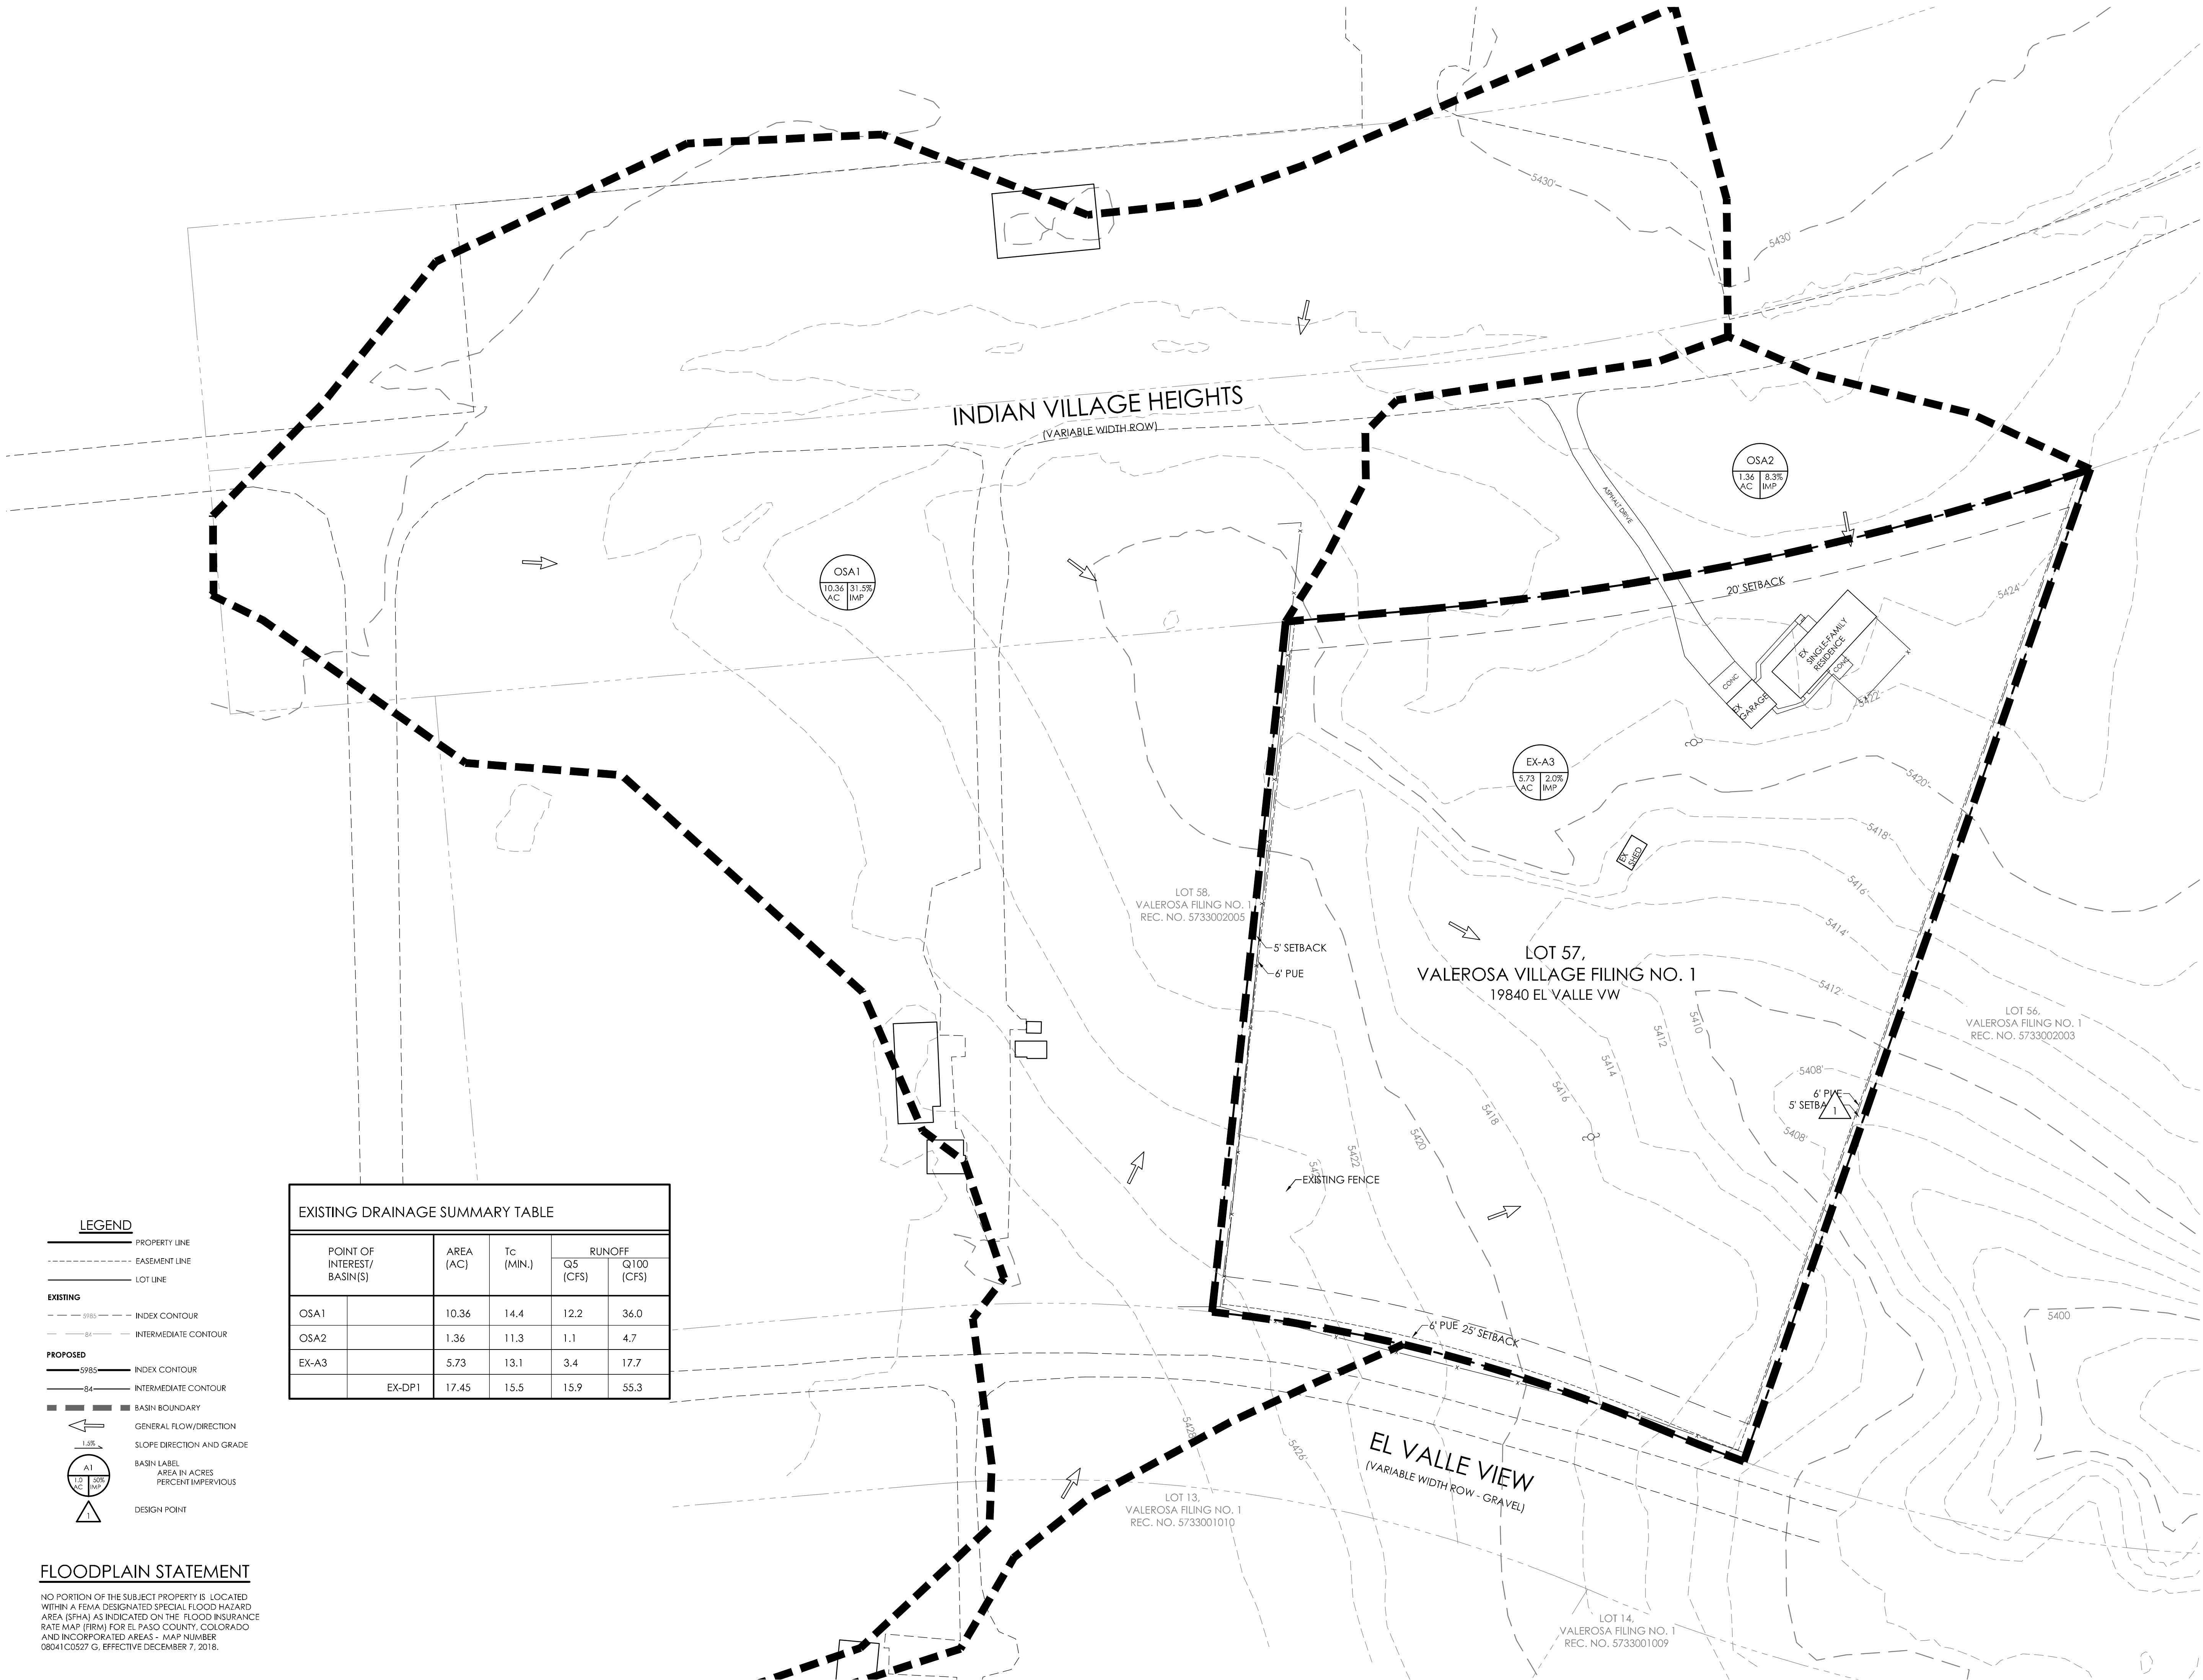 5430'
5430'
INDIAN VILLAGE HEIGHTS
(VARIABLE WIDTH ROW)
OSA2
1.36 AC
8.3% IMP
ASPHALT DRIVE
OSA1
10.36 AC
31.5% IMP
20' SETBACK
5424'
EX
SINGLE-FAMILY
RESIDENCE
CONC
CONC
EX
GARAGE
5422'
EX-A3
5.73 AC
2.0% IMP
5420'
5418'
EX
SHED
5416'
LOT 58,
VALEROSA FILING NO. 1
REC. NO. 5733002005
5414'
5' SETBACK
6' PUE
LOT 57,
VALEROSA VILLAGE FILING NO. 1
19840 EL VALLE VW
5412'
5410
5412
5414
5416
5418
5420
5422
LOT 56,
VALEROSA FILING NO. 1
REC. NO. 5733002003
5408'
6' PUE
5' SETBA
1
5408'
EXISTING FENCE
6' PUE
25' SETBACK
5400
EL VALLE VIEW
(VARIABLE WIDTH ROW - GRAVEL)
5428'
5426'
LOT 13,
VALEROSA FILING NO. 1
REC. NO. 5733001010
LOT 14,
VALEROSA FILING NO. 1
REC. NO. 5733001009
EXISTING DRAINAGE SUMMARY TABLE
POINT OF INTEREST/ BASIN(S)
AREA (AC)
Tc (MIN.)
RUNOFF
Q5 (CFS)
Q100 (CFS)
OSA1 10.36 14.4 12.2 36.0
OSA2 1.36 11.3 1.1 4.7
EX-A3 5.73 13.1 3.4 17.7
EX-DP1 17.45 15.5 15.9 55.3
LEGEND
PROPERTY LINE
EASEMENT LINE
LOT LINE
EXISTING
5985 INDEX CONTOUR
84 INTERMEDIATE CONTOUR
PROPOSED
5985 INDEX CONTOUR
84 INTERMEDIATE CONTOUR
BASIN BOUNDARY
GENERAL FLOW/DIRECTION
1.5% SLOPE DIRECTION AND GRADE
A1
1.0 AC
50% IMP
BASIN LABEL
AREA IN ACRES
PERCENT IMPERVIOUS
1
DESIGN POINT
FLOODPLAIN STATEMENT
NO PORTION OF THE SUBJECT PROPERTY IS LOCATED
WITHIN A FEMA DESIGNATED SPECIAL FLOOD HAZARD
AREA (SFHA) AS INDICATED ON THE FLOOD INSURANCE
RATE MAP (FIRM) FOR EL PASO COUNTY, COLORADO
AND INCORPORATED AREAS - MAP NUMBER
08041C0527 G, EFFECTIVE DECEMBER 7, 2018.